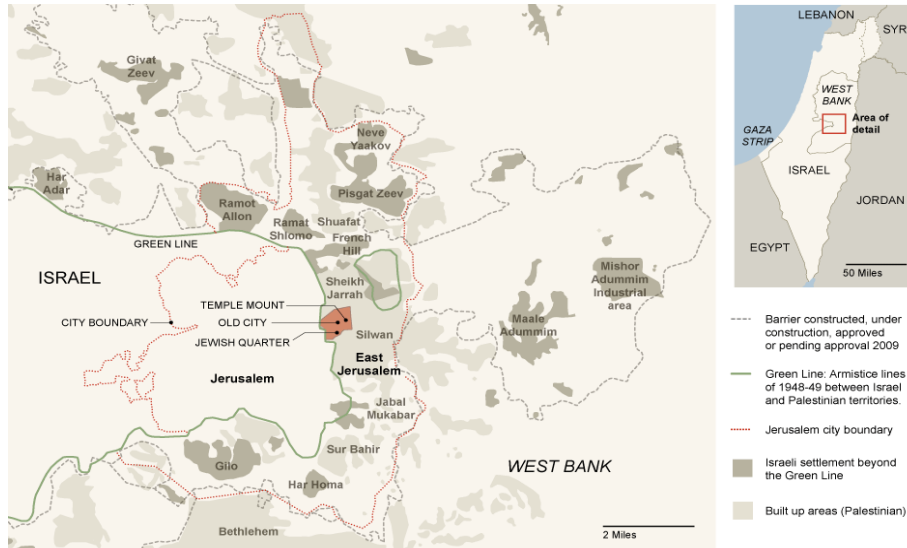 Givat
Zeev
Neve
Yaakov
Har
Adar
Ramot
Allon
Pisgat Zeev
Ramat
Shlomo
Shuafat
GREEN LINE
French
Hill
ISRAEL
Sheikh
Jarrah
Mishor
Adummim
Industrial
area
TEMPLE MOUNT
CITY BOUNDARY
OLD CITY
Maale
Adummim
JEWISH QUARTER
Silwan
East
Jerusalem
Jerusalem
Jabal
Mukabar
Sur Bahir
Gilo
WEST BANK
Har Homa
Bethlehem
2 Miles
LEBANON
SYR
WEST
BANK
Area of
detail
GAZA
STRIP
ISRAEL
JORDAN
EGYPT
50 Miles
Barrier constructed, under
construction, approved
or pending approval 2009
Green Line: Armistice lines
of 1948-49 between Israel
and Palestinian territories.
Jerusalem city boundary
Israeli settlement beyond
the Green Line
Built up areas (Palestinian)